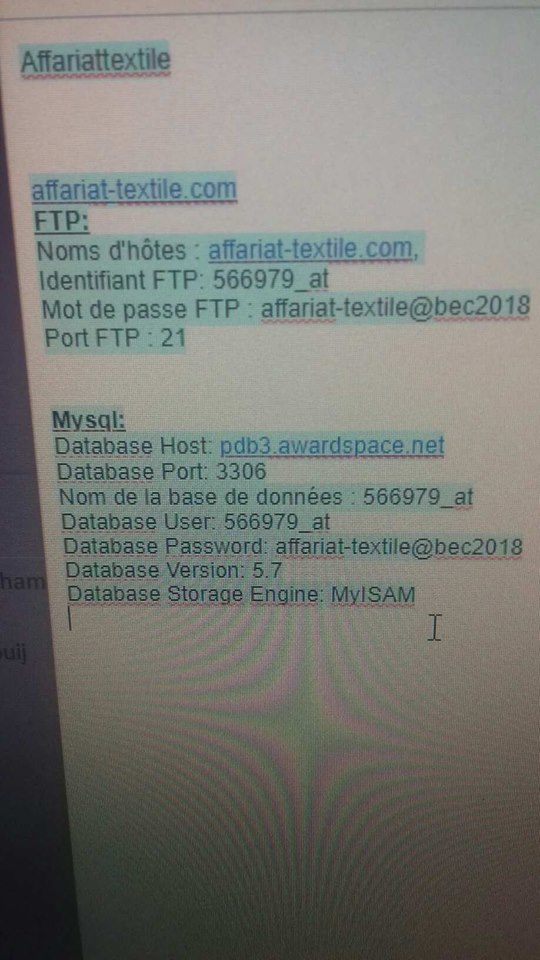 Affariattextile
affariat-textile.com
FTP:
Noms d'hôtes : affariat-textile.com,
Identifiant FTP: 566979_at
Mot de passe FTP : affariat-textile@bec2018
Port FTP : 21
Mysql:
Database Host: pdb3.awardspace.net
Database Port: 3306
Nom de la base de données : 566979_at
Database User: 566979_at
Database Password: affariat-textile@bec2018
Database Version: 5.7
Database Storage Engine: MyISAM
ham
uij